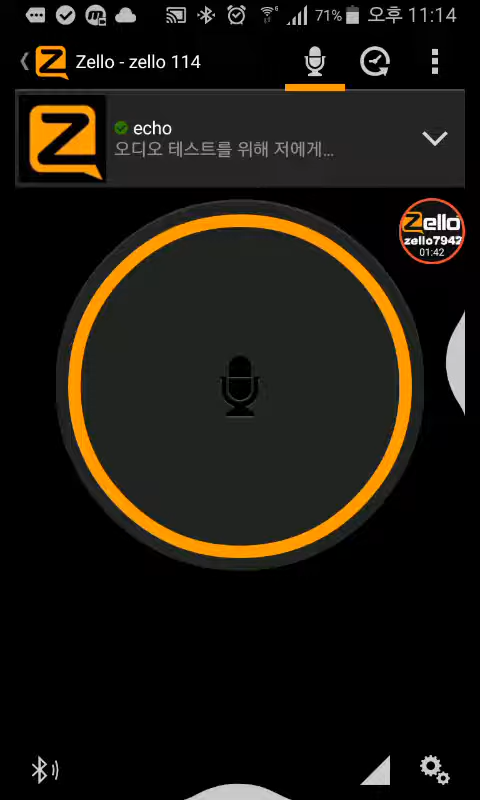 71% 오후 11:14
Zello - zello 114
echo
오디오 테스트를 위해 저에게...
Zello
zello7942
01:42